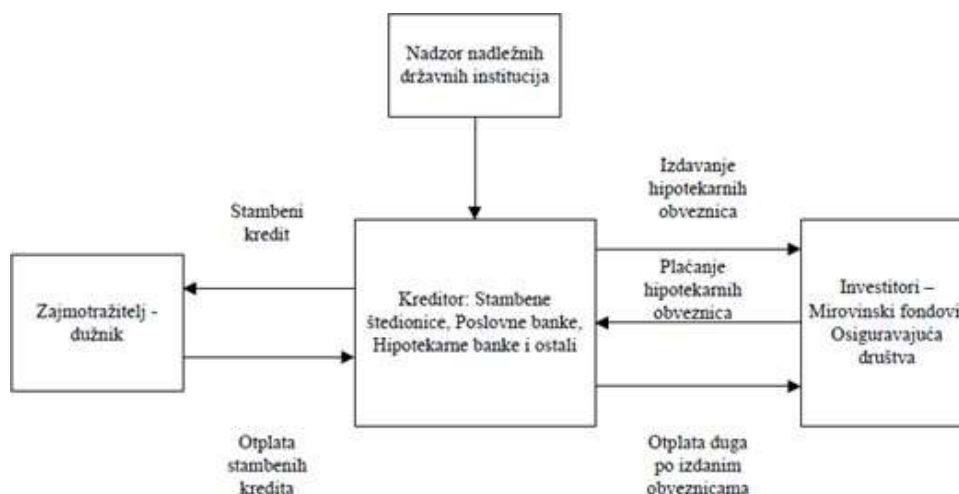 Nadzor nadležnih
državnih institucija
Izdavanje
hipotekarnih
obveznica
Stambeni
kredit
Zajmotražitelj -
dužnik
Kreditor: Stambene
štedionice, Poslovne banke,
Hipotekarne banke i ostali
Plaćanje
hipotekarnih
obveznica
Investitori –
Mirovinski fondovi
Osiguravajuća
društva
Otplata
stambenih
kredita
Otplata duga
po izdanim
obveznicama